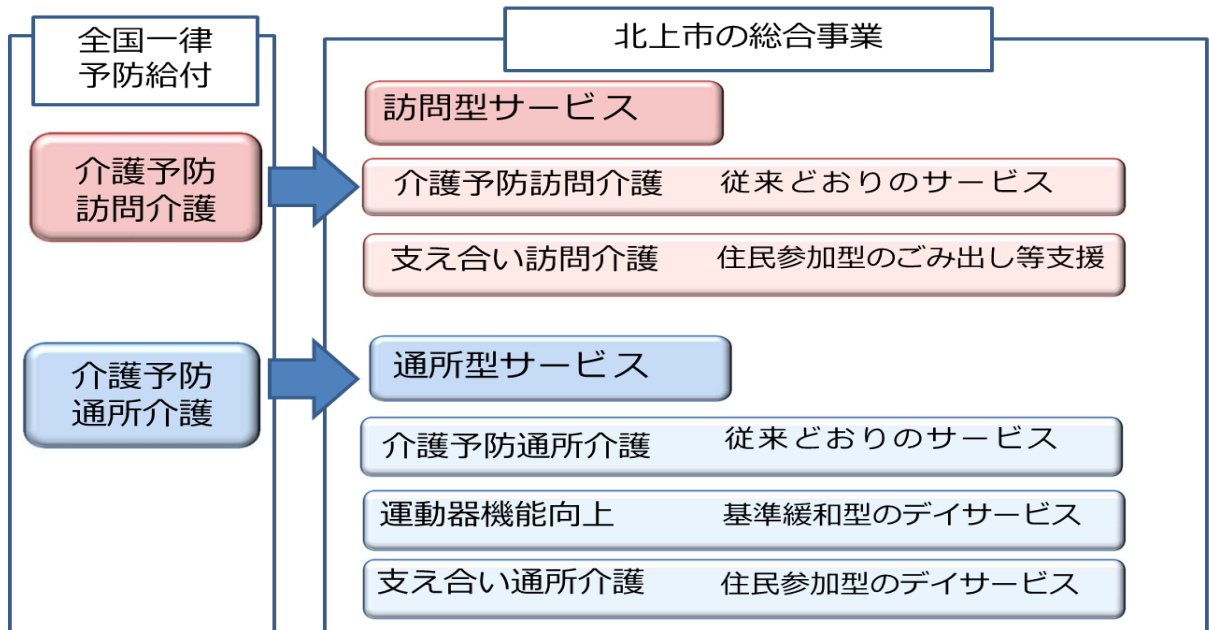 全国一律
予防給付
介護予防
訪問介護
介護予防
通所介護
北上市の総合事業
訪問型サービス
介護予防訪問介護 従来どおりのサービス
支え合い訪問介護 住民参加型のごみ出し等支援
通所型サービス
介護予防通所介護 従来どおりのサービス
運動器機能向上 基準緩和型のデイサービス
支え合い通所介護 住民参加型のデイサービス